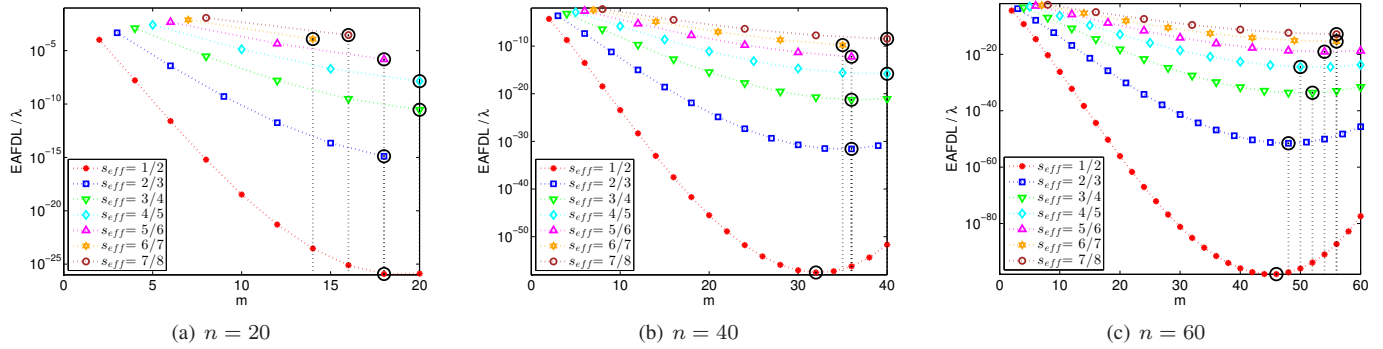 EAFDL / λ
10^-5
10^-10
10^-15
10^-20
10^-25
s_eff = 1/2
s_eff = 2/3
s_eff = 3/4
s_eff = 4/5
s_eff = 5/6
s_eff = 6/7
s_eff = 7/8
0 5 10 15 20
m
(a) n = 20
EAFDL / λ
10^-10
10^-20
10^-30
10^-40
10^-50
s_eff = 1/2
s_eff = 2/3
s_eff = 3/4
s_eff = 4/5
s_eff = 5/6
s_eff = 6/7
s_eff = 7/8
0 10 20 30 40
m
(b) n = 40
EAFDL / λ
10^-20
10^-40
10^-60
10^-80
s_eff = 1/2
s_eff = 2/3
s_eff = 3/4
s_eff = 4/5
s_eff = 5/6
s_eff = 6/7
s_eff = 7/8
0 10 20 30 40 50 60
m
(c) n = 60